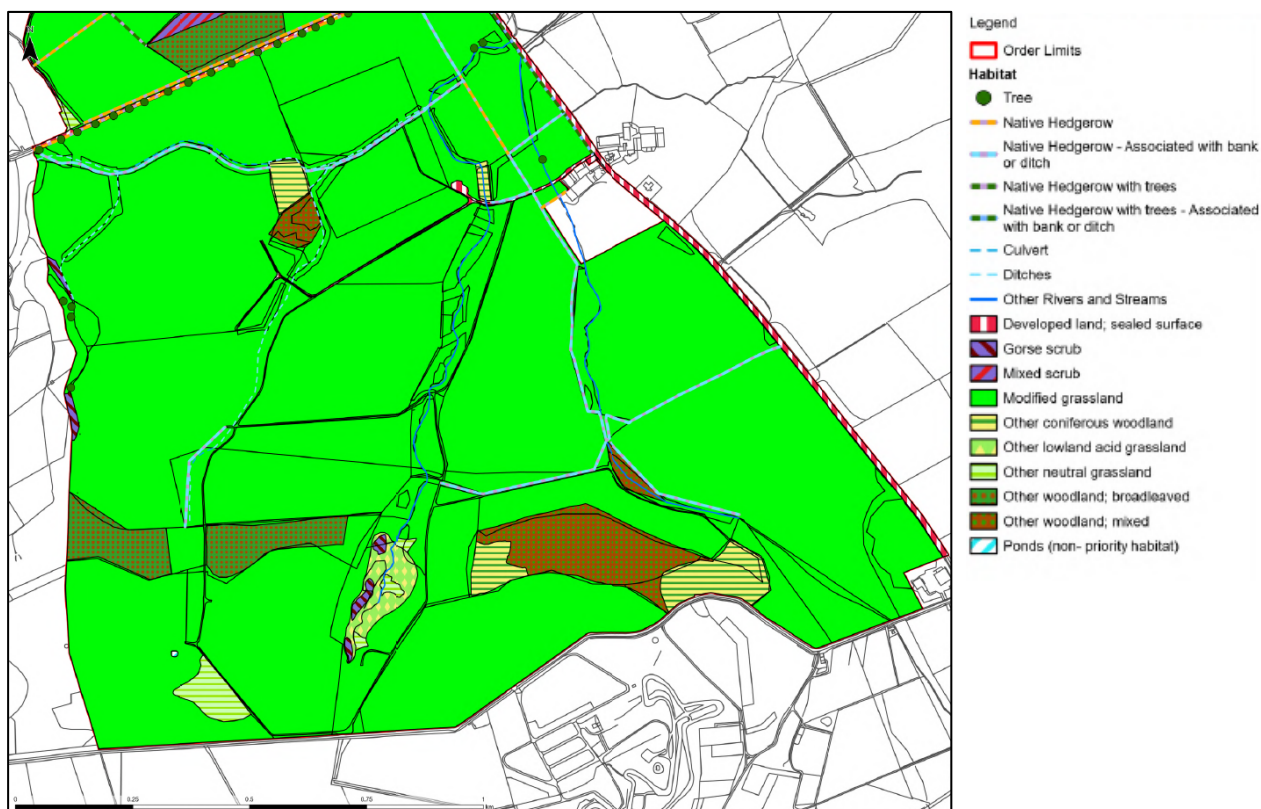 N
0
0.25
0.5
0.75
1
km
Legend
Order Limits
Habitat
Tree
Native Hedgerow
Native Hedgerow - Associated with bank
or ditch
Native Hedgerow with trees
Native Hedgerow with trees - Associated
with bank or ditch
Culvert
Ditches
Other Rivers and Streams
Developed land; sealed surface
Gorse scrub
Mixed scrub
Modified grassland
Other coniferous woodland
Other lowland acid grassland
Other neutral grassland
Other woodland; broadleaved
Other woodland; mixed
Ponds (non- priority habitat)